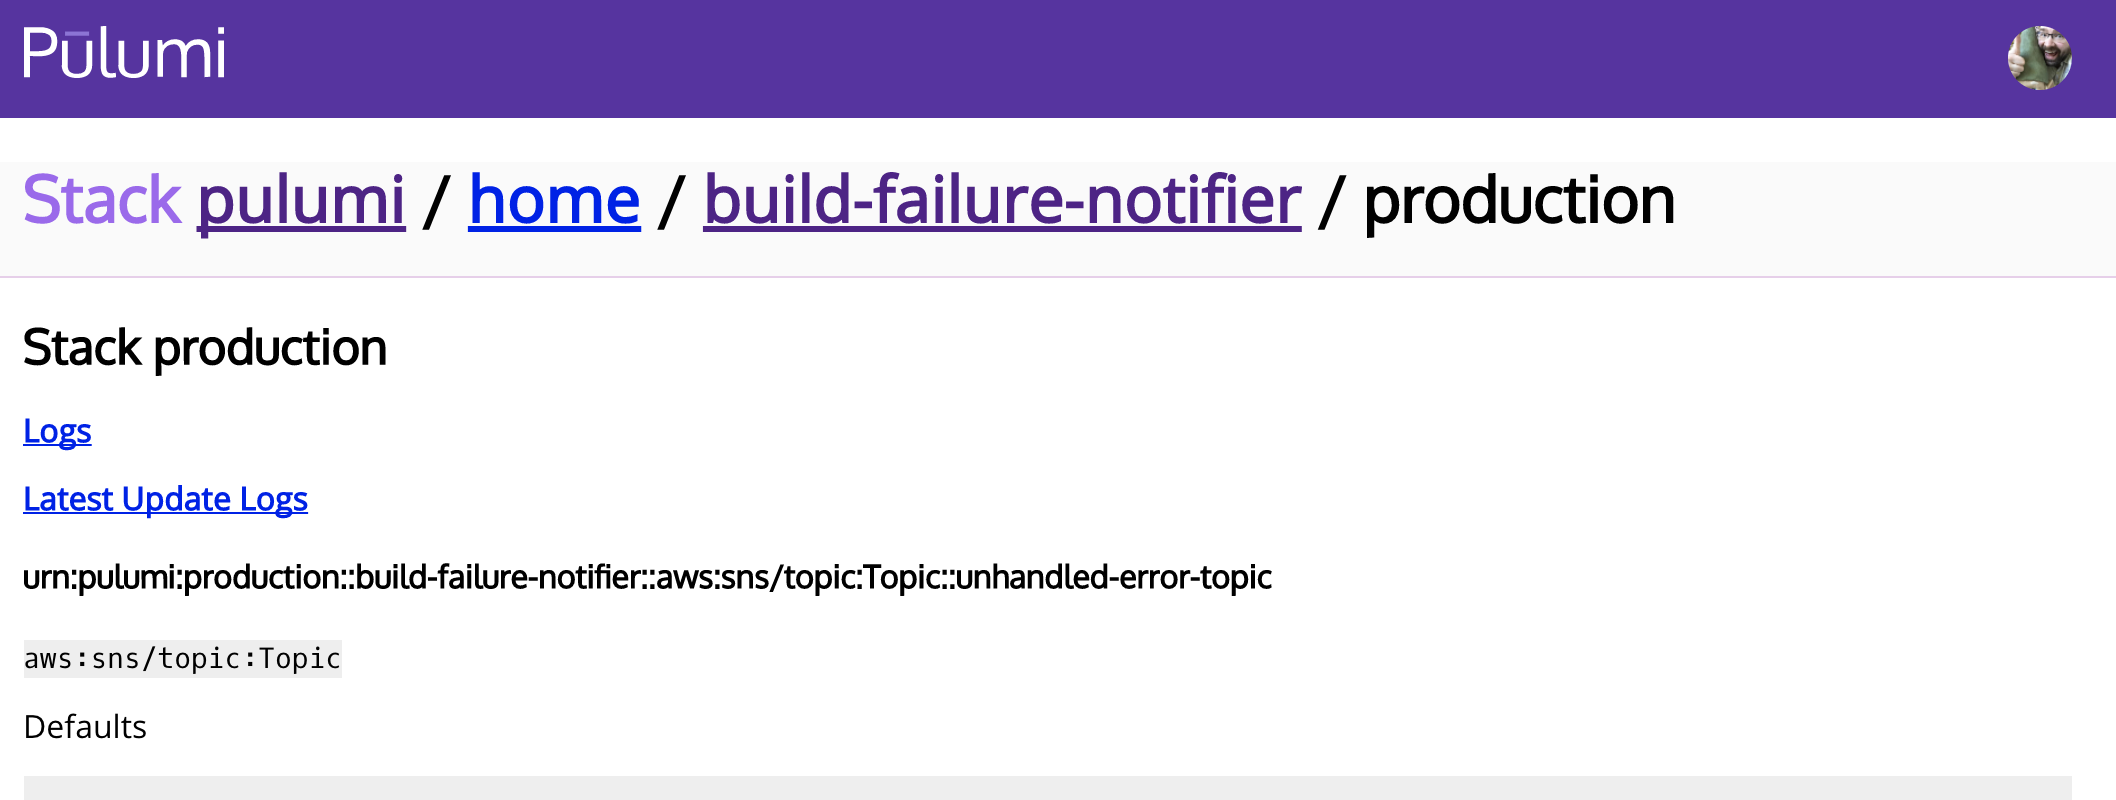 Pūlumi
Stack pulumi / home / build-failure-notifier / production
Stack production
Logs
Latest Update Logs
urn:pulumi:production::build-failure-notifier::aws:sns/topic:Topic::unhandled-error-topic
aws:sns/topic:Topic
Defaults